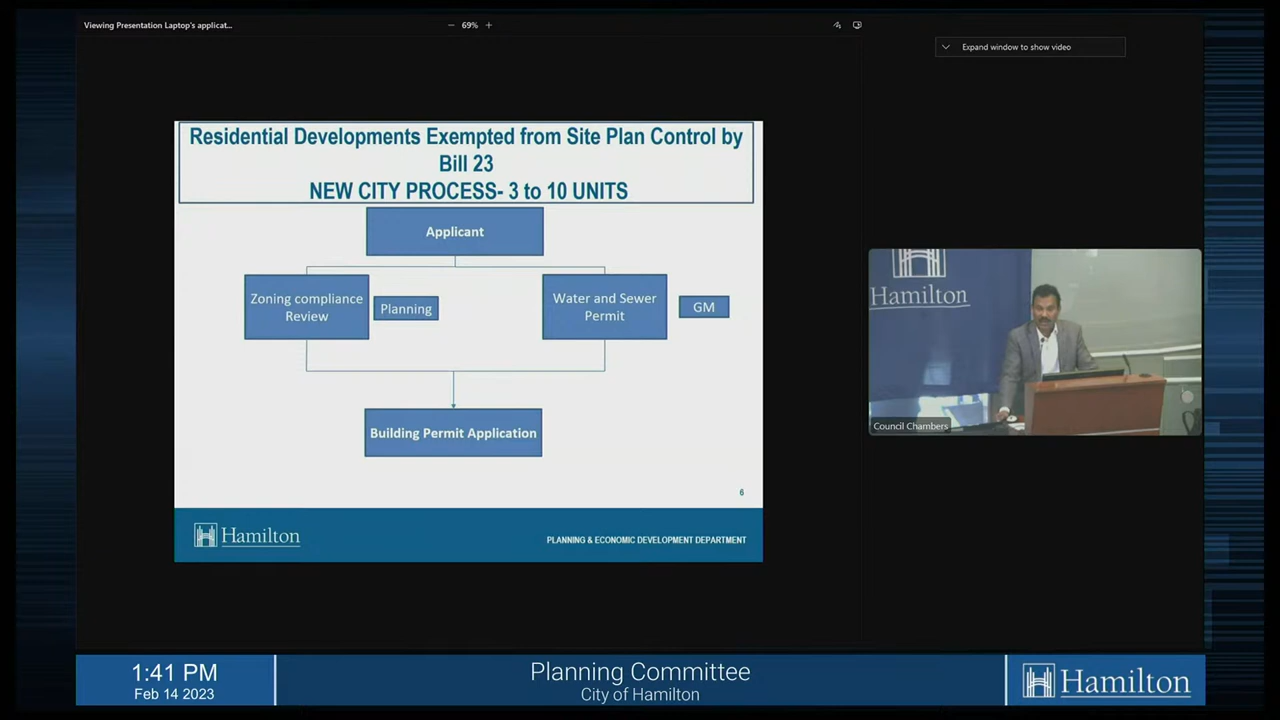 Viewing Presentation Laptop's applicat...
69%
Expand window to show video
Residential Developments Exempted from Site Plan Control by
Bill 23
NEW CITY PROCESS- 3 to 10 UNITS
Applicant
Zoning compliance
Review
Planning
Water and Sewer
Permit
GM
Building Permit Application
6
Hamilton
PLANNING & ECONOMIC DEVELOPMENT DEPARTMENT
Hamilton
Council Chambers
1:41 PM
Feb 14 2023
Planning Committee
City of Hamilton
Hamilton